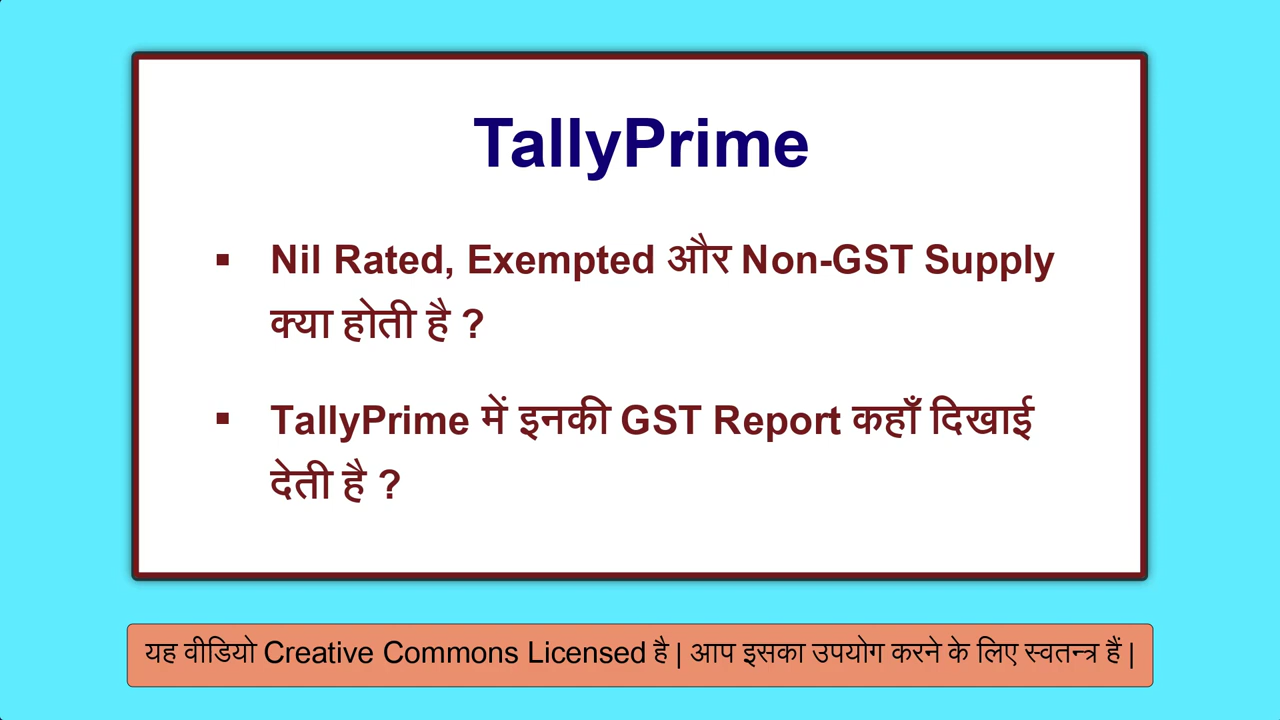 TallyPrime
▪ Nil Rated, Exempted और Non-GST Supply
क्या होती है ?
▪ TallyPrime में इनकी GST Report कहाँ दिखाई
देती है ?
यह वीडियो Creative Commons Licensed है | आप इसका उपयोग करने के लिए स्वतन्त्र हैं |